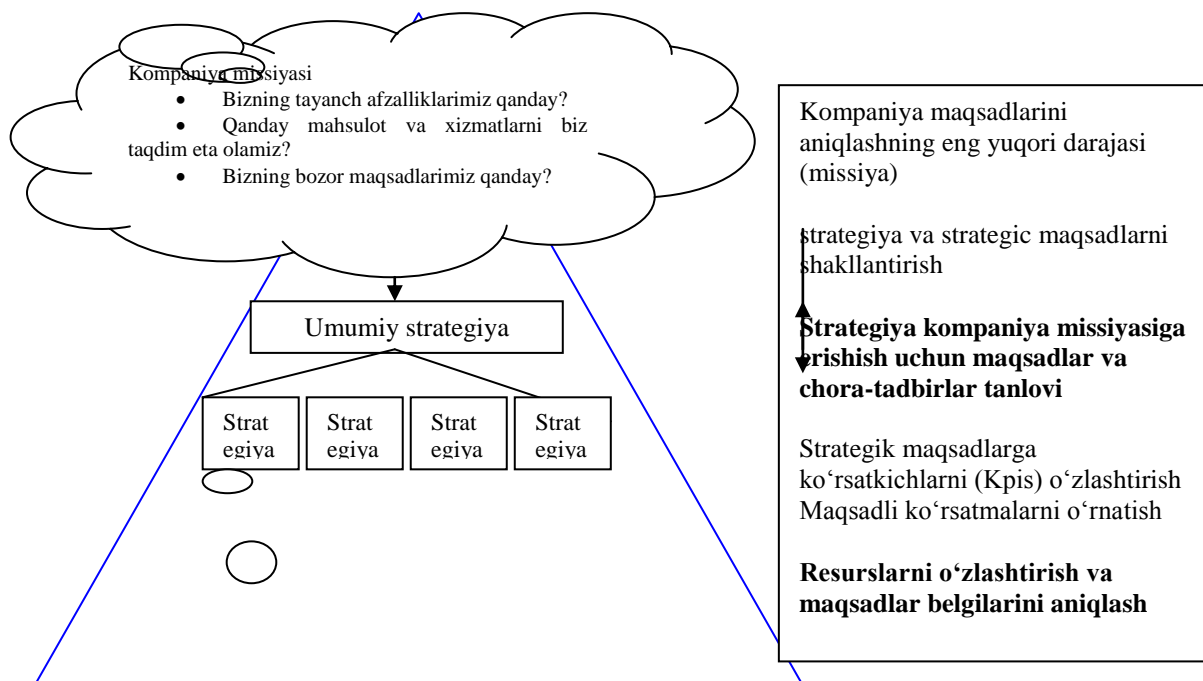 Kompaniya missiyasi
• Bizning tayanch afzalliklarimiz qanday?
• Qanday mahsulot va xizmatlarni biz
taqdim eta olamiz?
• Bizning bozor maqsadlarimiz qanday?
Umumiy strategiya
Strat
egiya
Strat
egiya
Strat
egiya
Strat
egiya
Kompaniya maqsadlarini
aniqlashning eng yuqori darajasi
(missiya)
strategiya va strategic maqsadlarni
shakllantirish
Strategiya kompaniya missiyasiga
erishish uchun maqsadlar va
chora-tadbirlar tanlovi
Strategik maqsadlarga
ko‘rsatkichlarni (Kpis) o‘zlashtirish
Maqsadli ko‘rsatmalarni o‘rnatish
Resurslarni o‘zlashtirish va
maqsadlar belgilarini aniqlash